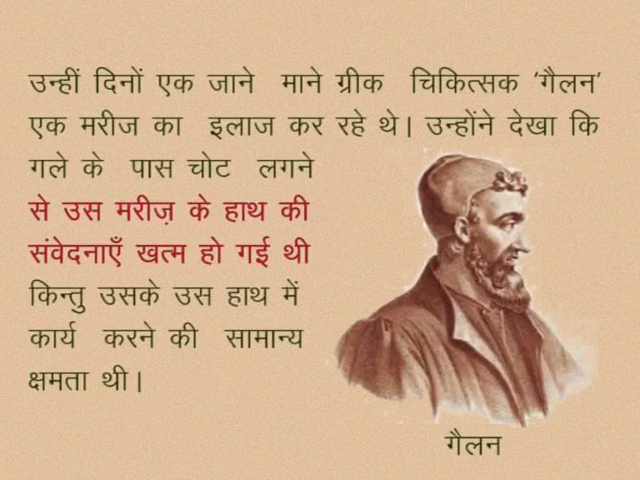 उन्हीं दिनों एक जाने माने ग्रीक चिकित्सक 'गैलन'
एक मरीज का इलाज कर रहे थे। उन्होंने देखा कि
गले के पास चोट लगने
से उस मरीज़ के हाथ की
संवेदनाएँ खत्म हो गई थी
किन्तु उसके उस हाथ में
कार्य करने की सामान्य
क्षमता थी।
गैलन